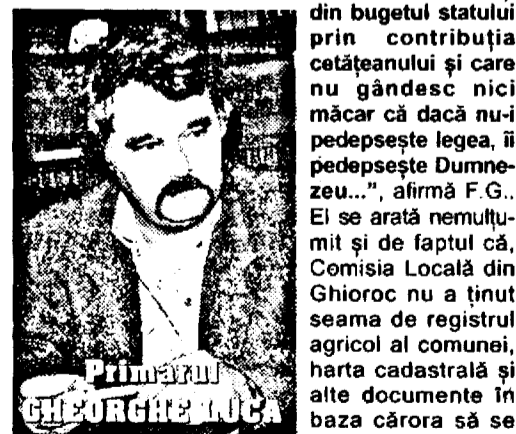 Primarul
GHEORGHE LUCA
din bugetul statului
prin contribuția
cetățeanului și care
nu gândesc nici
măcar că dacă nu-i
pedepsește legea, îi
pedepsește Dumne-
zeu...", afirmă F.G..
El se arată nemulțu-
mit și de faptul că,
Comisia Locală din
Ghioroc nu a ținut
seama de registrul
agricol al comunei,
harta cadastrală și
alte documente în
baza cărora să se